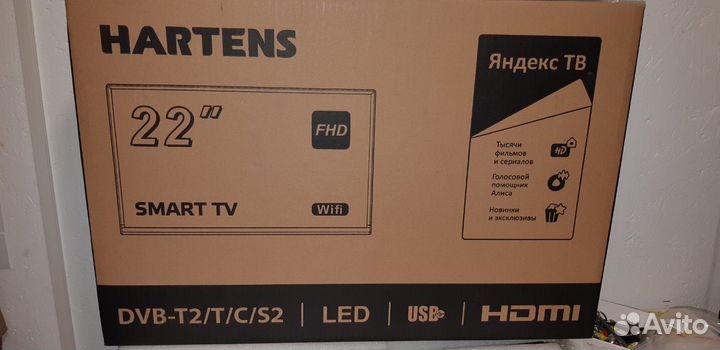 HARTENS
22"
FHD
SMART TV
Wifi
Яндекс ТВ
Тысячи
фильмов
и сериалов
HD
Голосовой
помощник
Алиса
Новинки
и эксклюзивы
DVB-T2/T/C/S2 | LED | USB | HDMI
Avito